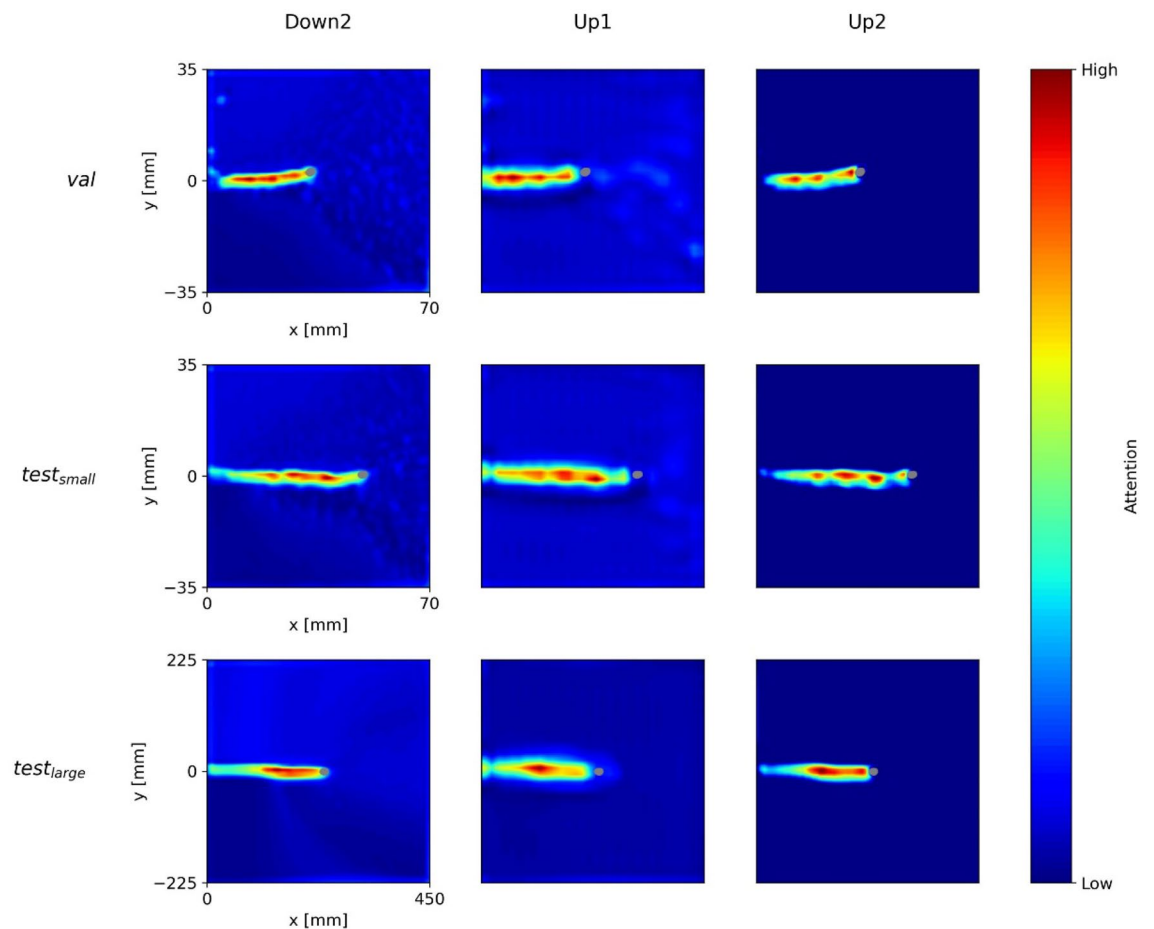 Down2 Up1 Up2
35 High
val y [mm] 0
−35
0 70
x [mm]
35
test_small y [mm] 0 Attention
−35
0 70
x [mm]
225
test_large y [mm] 0
−225 Low
0 450
x [mm]